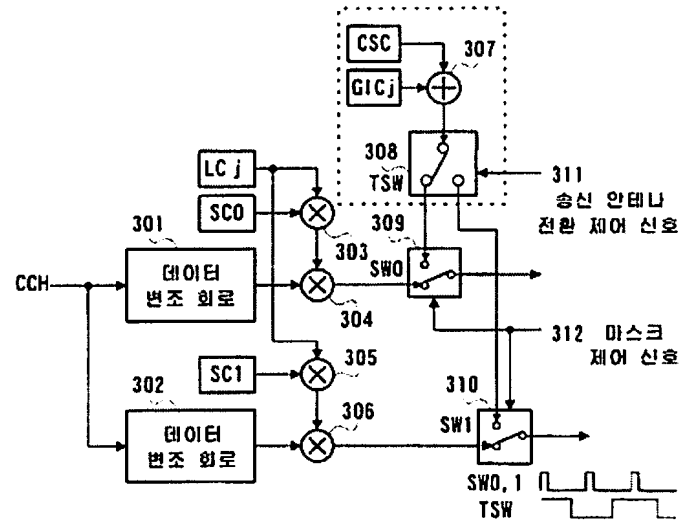 CSC
307
GICj
308
TSW
311
송신 안테나
전환 제어 신호
LCj
SC0
301
303
309
SW0
CCH
데이터
변조 회로
304
312 마스크
제어 신호
305
SC1
302
306
310
SW1
데이터
변조 회로
SW0,1
TSW